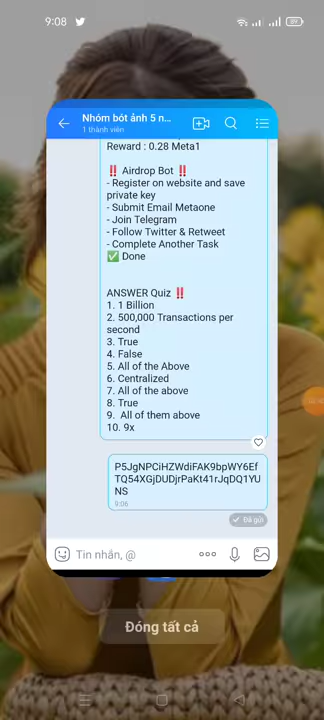 9:08
Nhóm bót ảnh 5 n...
1 thành viên
Reward : 0.28 Meta1
‼️ Airdrop Bot ‼️
- Register on website and save
private key
- Submit Email Metaone
- Join Telegram
- Follow Twitter & Retweet
- Complete Another Task
✅ Done
ANSWER Quiz ‼️
1. 1 Billion
2. 500,000 Transactions per
second
3. True
4. False
5. All of the Above
6. Centralized
7. All of the above
8. True
9. All of them above
10. 9x
P5JgNPCiHZWdiFAK9bpWY6Ef
TQ54XGjDUDjrPaKt41rJqDQ1YU
NS
9:06
Đã gửi
Tin nhắn, @
Đóng tất cả